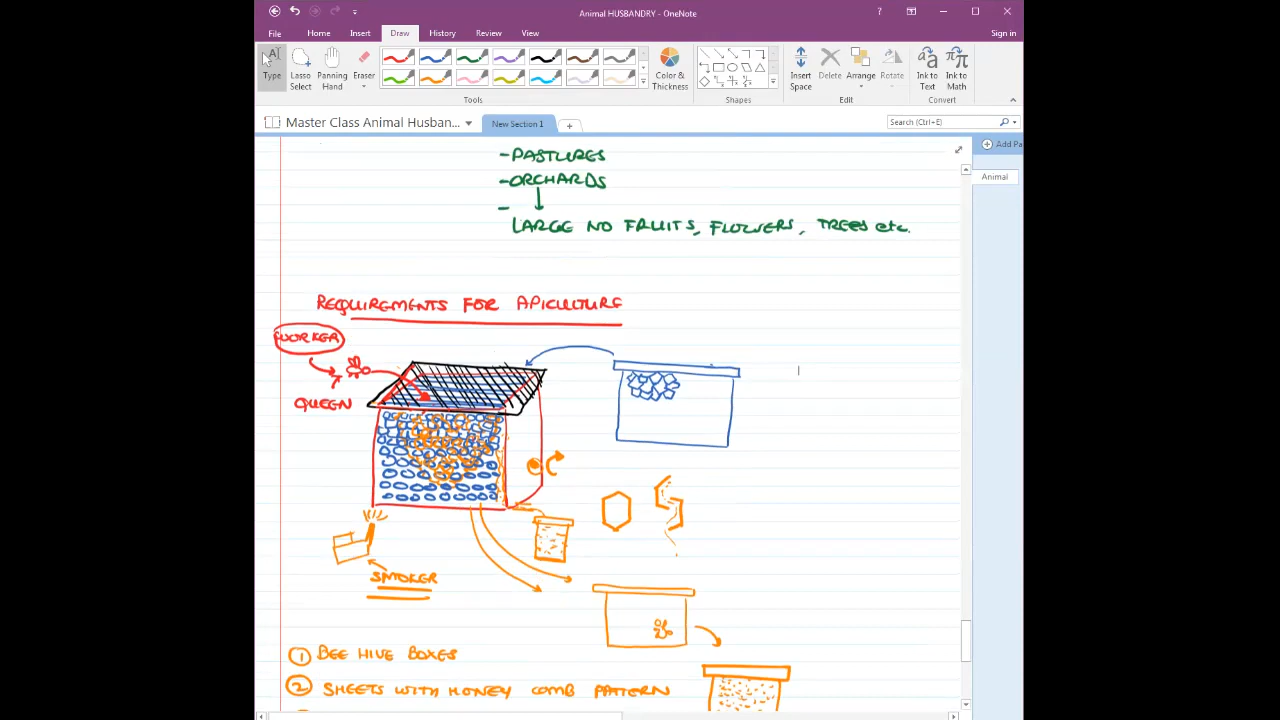 Animal HUSBANDRY - OneNote
?
File Home Insert Draw History Review View
Sign in
Type
Lasso Select
Panning Hand
Eraser
Color & Thickness
Insert Space
Delete
Arrange
Rotate
Ink to Text
Ink to Math
Tools
Shapes
Edit
Convert
Master Class Animal Husban...
New Section 1
Search (Ctrl+E)
Add Pa
Animal
- PASTURES
- ORCHARDS
-
LARGE NO FRUITS, FLOWERS, TREES etc.
REQUIREMENTS FOR APICULTURE
WORKER
QUEEN
SMOKER
① BEE HIVE BOXES
② SHEETS WITH HONEY COMB PATTERN